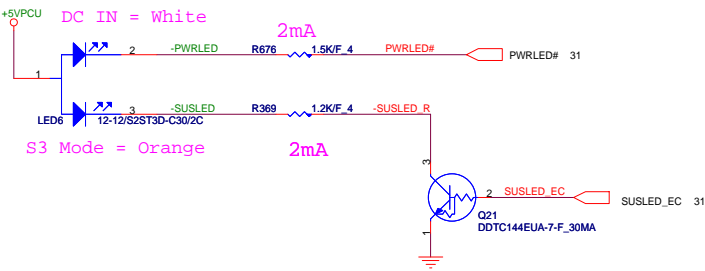 +5VPCU
DC IN = White
2mA
1
2
-PWRLED
R676
1.5K/F_4
PWRLED#
PWRLED# 31
3
-SUSLED
R369
1.2K/F_4
-SUSLED_R
LED6
12-12/S2ST3D-C30/2C
S3 Mode = Orange
2mA
3
2
SUSLED_EC
SUSLED_EC 31
1
Q21
DDTC144EUA-7-F_30MA